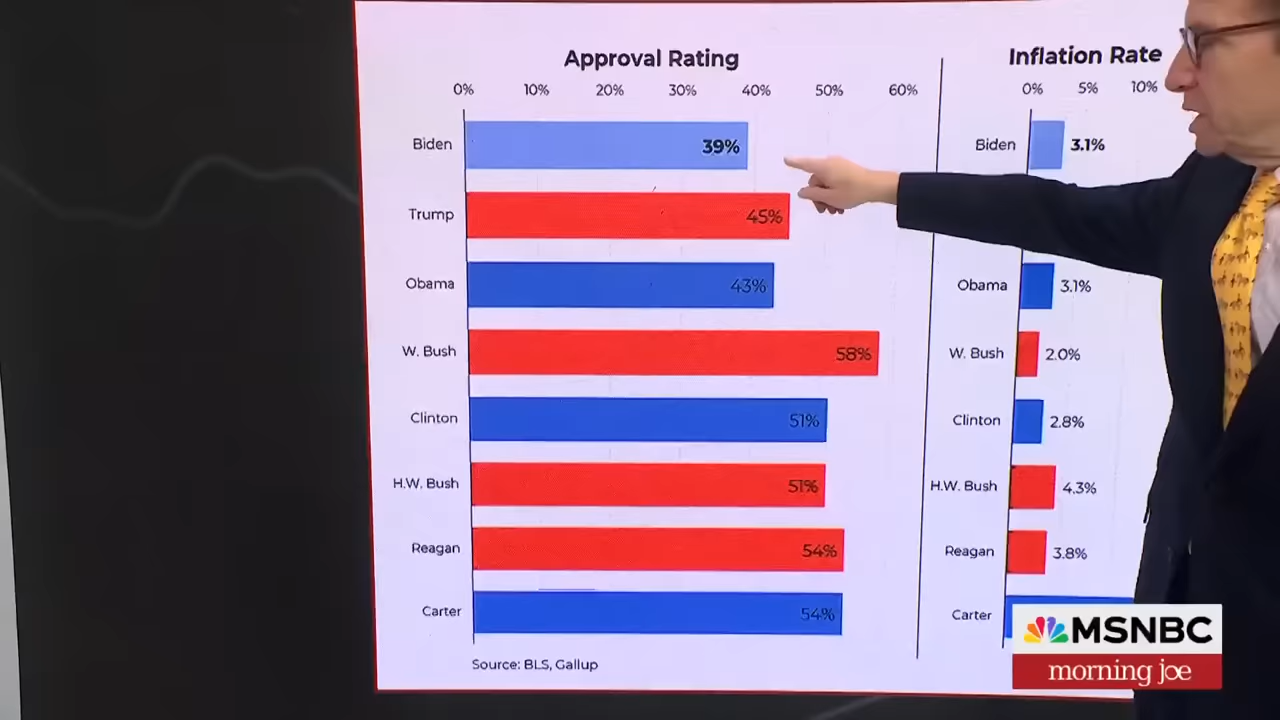 Approval Rating
0% 10% 20% 30% 40% 50% 60%
Biden 39%
Trump 45%
Obama 43%
W. Bush 58%
Clinton 51%
H.W. Bush 51%
Reagan 54%
Carter 54%
Source: BLS, Gallup
Inflation Rate
0% 5% 10%
Biden 3.1%
Obama 3.1%
W. Bush 2.0%
Clinton 2.8%
H.W. Bush 4.3%
Reagan 3.8%
Carter
MSNBC
morning joe